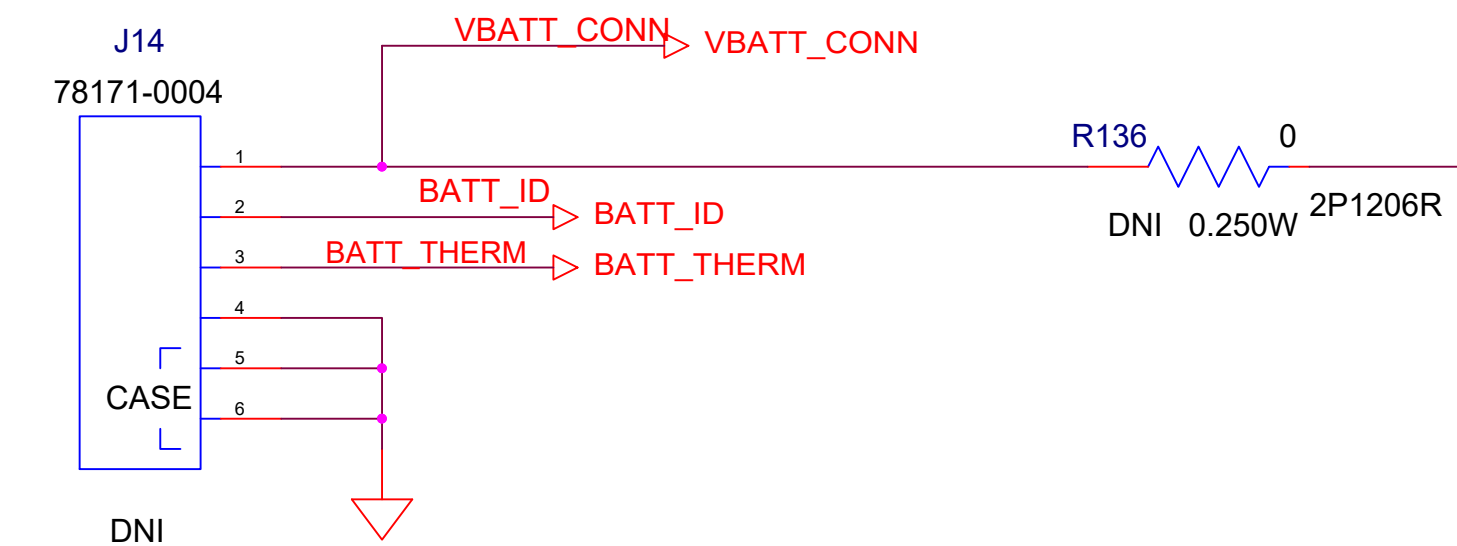 J14
78171-0004
VBATT_CONN
VBATT_CONN
1
R136
0
DNI
0.250W
2P1206R
BATT_ID
2
BATT_ID
BATT_THERM
3
BATT_THERM
4
5
CASE
6
DNI